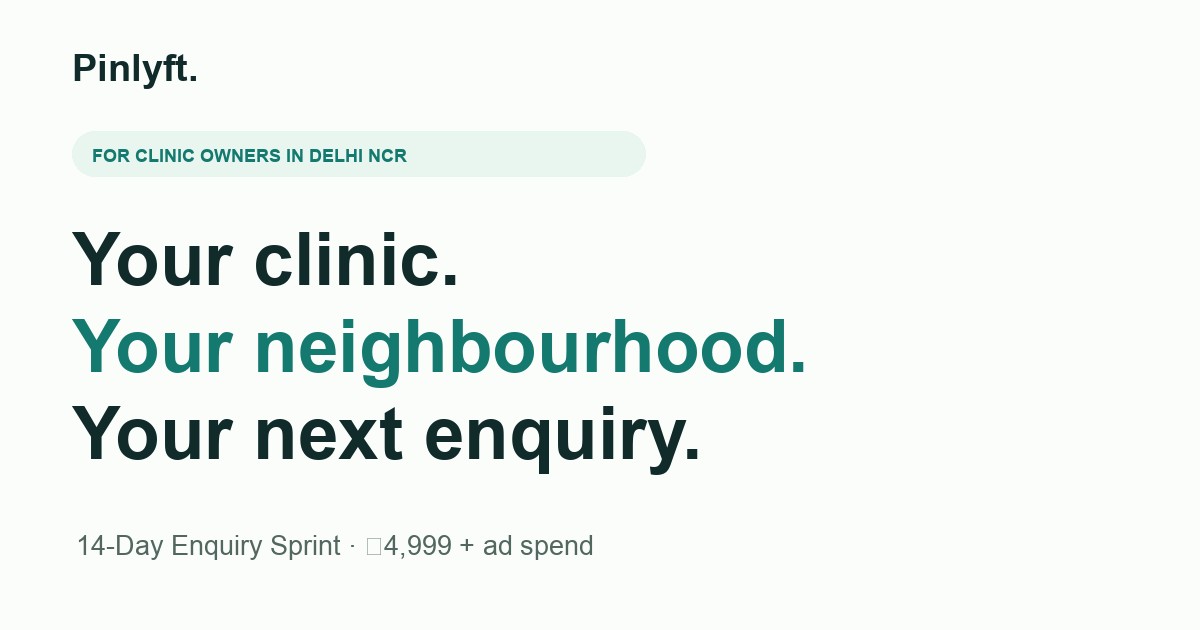 Pinlyft.
FOR CLINIC OWNERS IN DELHI NCR
Your clinic.
Your neighbourhood.
Your next enquiry.
14-Day Enquiry Sprint · □4,999 + ad spend